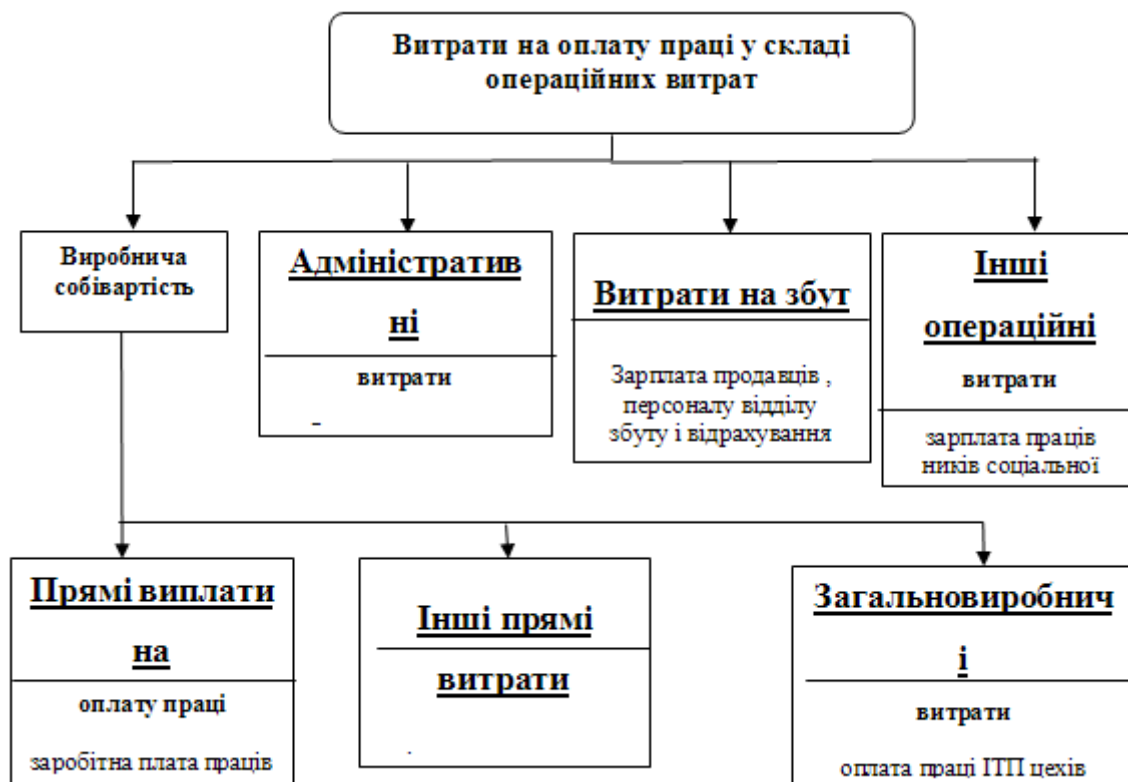 Витрати на оплату праці у складі
операційних витрат
Виробнича
собівартість
Адміністратив
ні
витрати
-
Витрати на збут
Зарплата продавців ,
персоналу відділу
збуту і відрахування
Інші
операційні
витрати
зарплата праців
ників соціальної
Прямі виплати
на
оплату праці
заробітна плата праців
Інші прямі
витрати
.
Загальновиробнич
і
витрати
оплата праці ІТП цехів